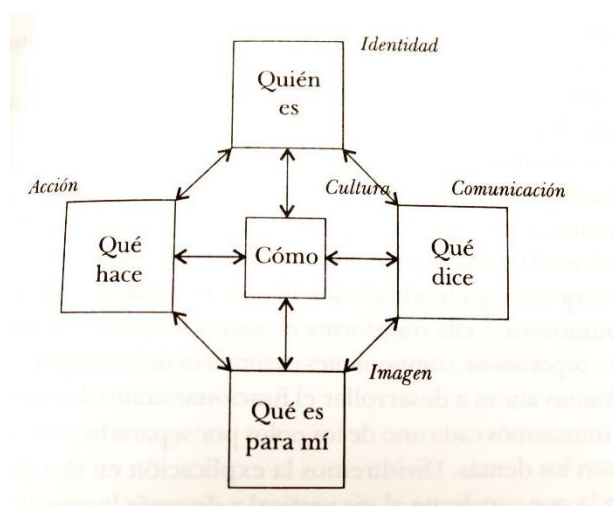 Identidad
Quién
es
Acción
Cultura
Comunicación
Qué
hace
Cómo
Qué
dice
Imagen
Qué es
para mí